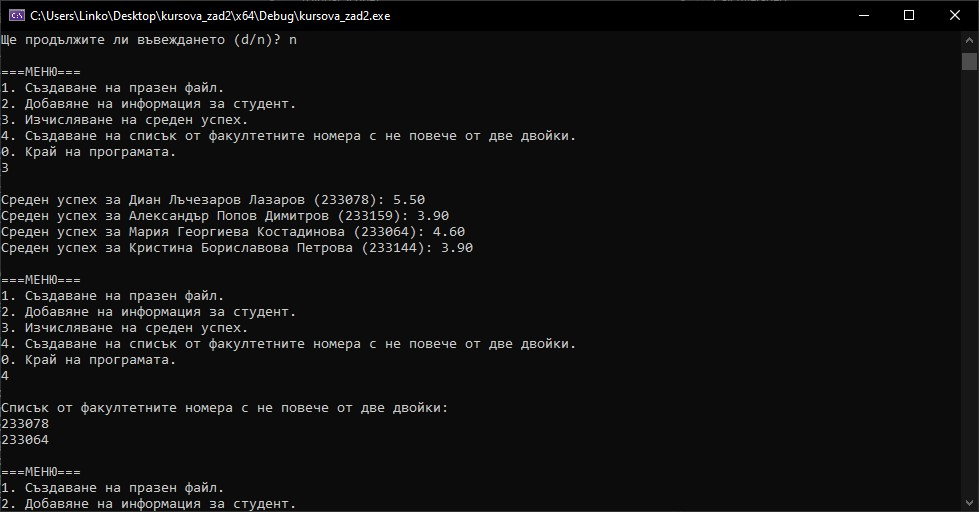 C:\Users\Linko\Desktop\kursova_zad2\x64\Debug\kursova_zad2.exe
Ще продължите ли въвеждането (d/n)? n
===МЕНЮ===
1. Създаване на празен файл.
2. Добавяне на информация за студент.
3. Изчисляване на среден успех.
4. Създаване на списък от факултетните номера с не повече от две двойки.
0. Край на програмата.
3
Среден успех за Диан Лъчезаров Лазаров (233078): 5.50
Среден успех за Александър Попов Димитров (233159): 3.90
Среден успех за Мария Георгиева Костадинова (233064): 4.60
Среден успех за Кристина Бориславова Петрова (233144): 3.90
===МЕНЮ===
1. Създаване на празен файл.
2. Добавяне на информация за студент.
3. Изчисляване на среден успех.
4. Създаване на списък от факултетните номера с не повече от две двойки.
0. Край на програмата.
4
Списък от факултетните номера с не повече от две двойки:
233078
233064
===МЕНЮ===
1. Създаване на празен файл.
2. Добавяне на информация за студент.